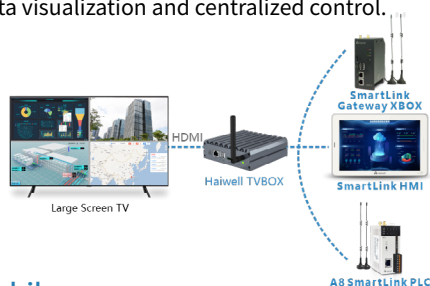 ta visualization and centralized control.
SmartLink
Gateway XBOX
HDMI
Haiwell TVBOX
SmartLink HMI
Large Screen TV
A8 SmartLink PLC